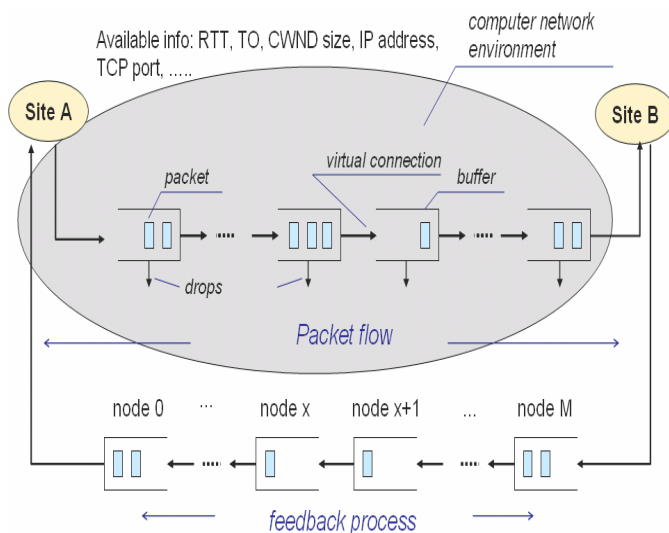 Available info: RTT, TO, CWND size, IP address,
TCP port, .....
computer network
environment
Site A
Site B
virtual connection
packet
buffer
drops
Packet flow
node 0 ... node x node x+1 ... node M
feedback process